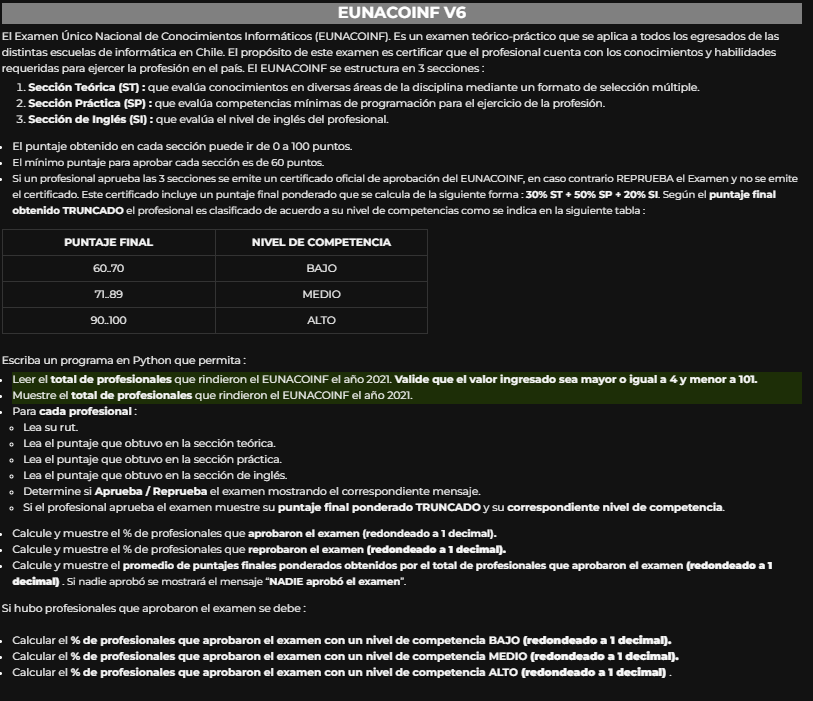 EUNACOINF V6
El Examen Único Nacional de Conocimientos Informáticos (EUNACOINF). Es un examen teórico-práctico que se aplica a todos los egresados de las
distintas escuelas de informática en Chile. El propósito de este examen es certificar que el profesional cuenta con los conocimientos y habilidades
requeridas para ejercer la profesión en el país. El EUNACOINF se estructura en 3 secciones :
1. Sección Teórica (ST) : que evalúa conocimientos en diversas áreas de la disciplina mediante un formato de selección múltiple.
2. Sección Práctica (SP) : que evalúa competencias mínimas de programación para el ejercicio de la profesión.
3. Sección de Inglés (SI) : que evalúa el nivel de inglés del profesional.
• El puntaje obtenido en cada sección puede ir de 0 a 100 puntos.
• El mínimo puntaje para aprobar cada sección es de 60 puntos.
• Si un profesional aprueba las 3 secciones se emite un certificado oficial de aprobación del EUNACOINF, en caso contrario REPRUEBA el Examen y no se emite
el certificado. Este certificado incluye un puntaje final ponderado que se calcula de la siguiente forma : 30% ST + 50% SP + 20% SI. Según el puntaje final
obtenido TRUNCADO el profesional es clasificado de acuerdo a su nivel de competencias como se indica en la siguiente tabla :
PUNTAJE FINAL NIVEL DE COMPETENCIA
60..70 BAJO
71..89 MEDIO
90..100 ALTO
Escriba un programa en Python que permita :
• Leer el total de profesionales que rindieron el EUNACOINF el año 2021. Valide que el valor ingresado sea mayor o igual a 4 y menor a 101.
• Muestre el total de profesionales que rindieron el EUNACOINF el año 2021.
• Para cada profesional :
◦ Lea su rut.
◦ Lea el puntaje que obtuvo en la sección teórica.
◦ Lea el puntaje que obtuvo en la sección práctica.
◦ Lea el puntaje que obtuvo en la sección de inglés.
◦ Determine si Aprueba / Reprueba el examen mostrando el correspondiente mensaje.
◦ Si el profesional aprueba el examen muestre su puntaje final ponderado TRUNCADO y su correspondiente nivel de competencia.
• Calcule y muestre el % de profesionales que aprobaron el examen (redondeado a 1 decimal).
• Calcule y muestre el % de profesionales que reprobaron el examen (redondeado a 1 decimal).
• Calcule y muestre el promedio de puntajes finales ponderados obtenidos por el total de profesionales que aprobaron el examen (redondeado a 1
decimal) . Si nadie aprobó se mostrará el mensaje “NADIE aprobó el examen”.
Si hubo profesionales que aprobaron el examen se debe :
• Calcular el % de profesionales que aprobaron el examen con un nivel de competencia BAJO (redondeado a 1 decimal).
• Calcular el % de profesionales que aprobaron el examen con un nivel de competencia MEDIO (redondeado a 1 decimal).
• Calcular el % de profesionales que aprobaron el examen con un nivel de competencia ALTO (redondeado a 1 decimal) .